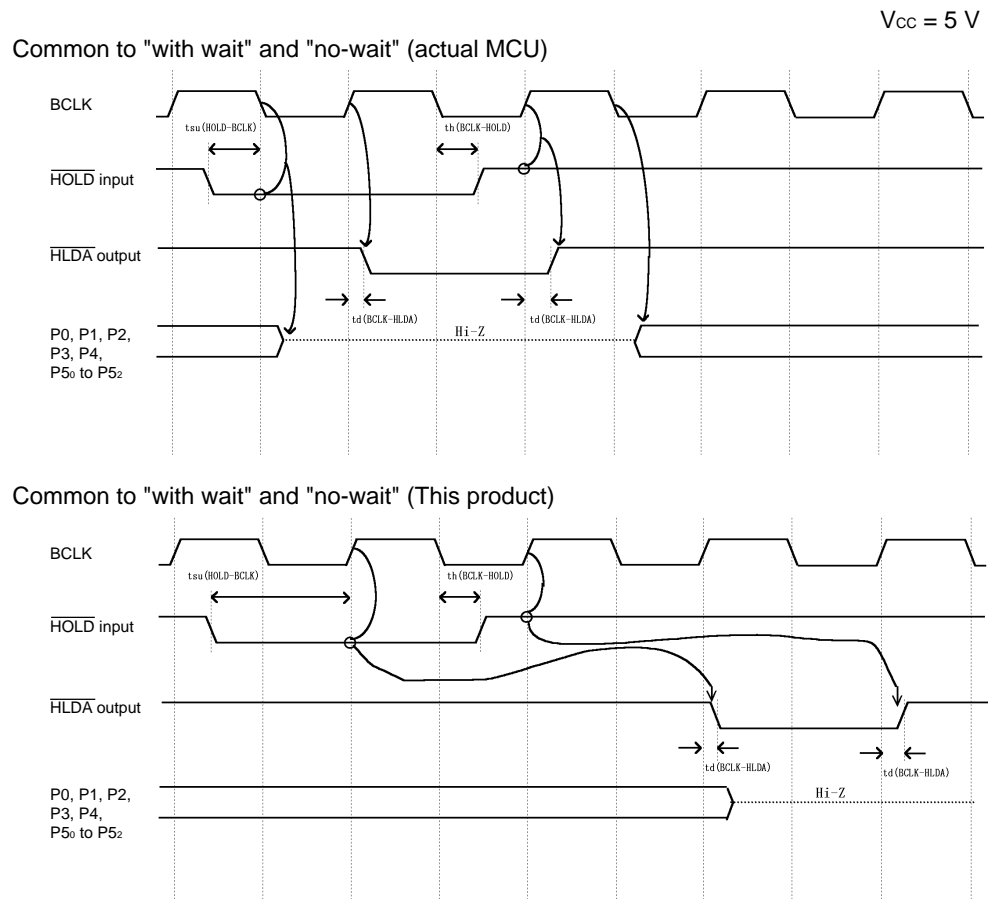 Vcc = 5 V
Common to "with wait" and "no-wait" (actual MCU)
BCLK
tsu(HOLD-BCLK)
th(BCLK-HOLD)
HOLD input
HLDA output
td(BCLK-HLDA)
td(BCLK-HLDA)
Hi-Z
P0, P1, P2,
P3, P4,
P50 to P52
Common to "with wait" and "no-wait" (This product)
BCLK
tsu(HOLD-BCLK)
th(BCLK-HOLD)
HOLD input
HLDA output
td(BCLK-HLDA)
td(BCLK-HLDA)
Hi-Z
P0, P1, P2,
P3, P4,
P50 to P52